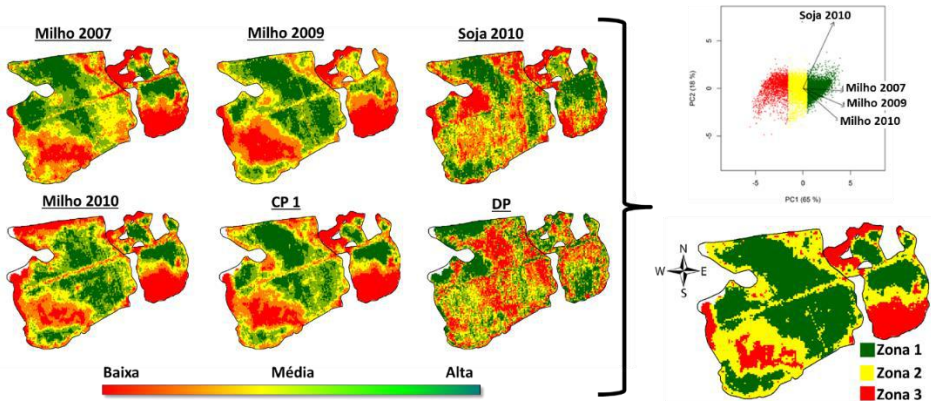 Milho 2007
Milho 2009
Soja 2010
Milho 2010
CP 1
DP
Baixa
Média
Alta
Soja 2010
Milho 2007
Milho 2009
Milho 2010
PC2 (18 %)
5
0
-5
-5
0
5
PC1 (65 %)
N
W
E
S
Zona 1
Zona 2
Zona 3